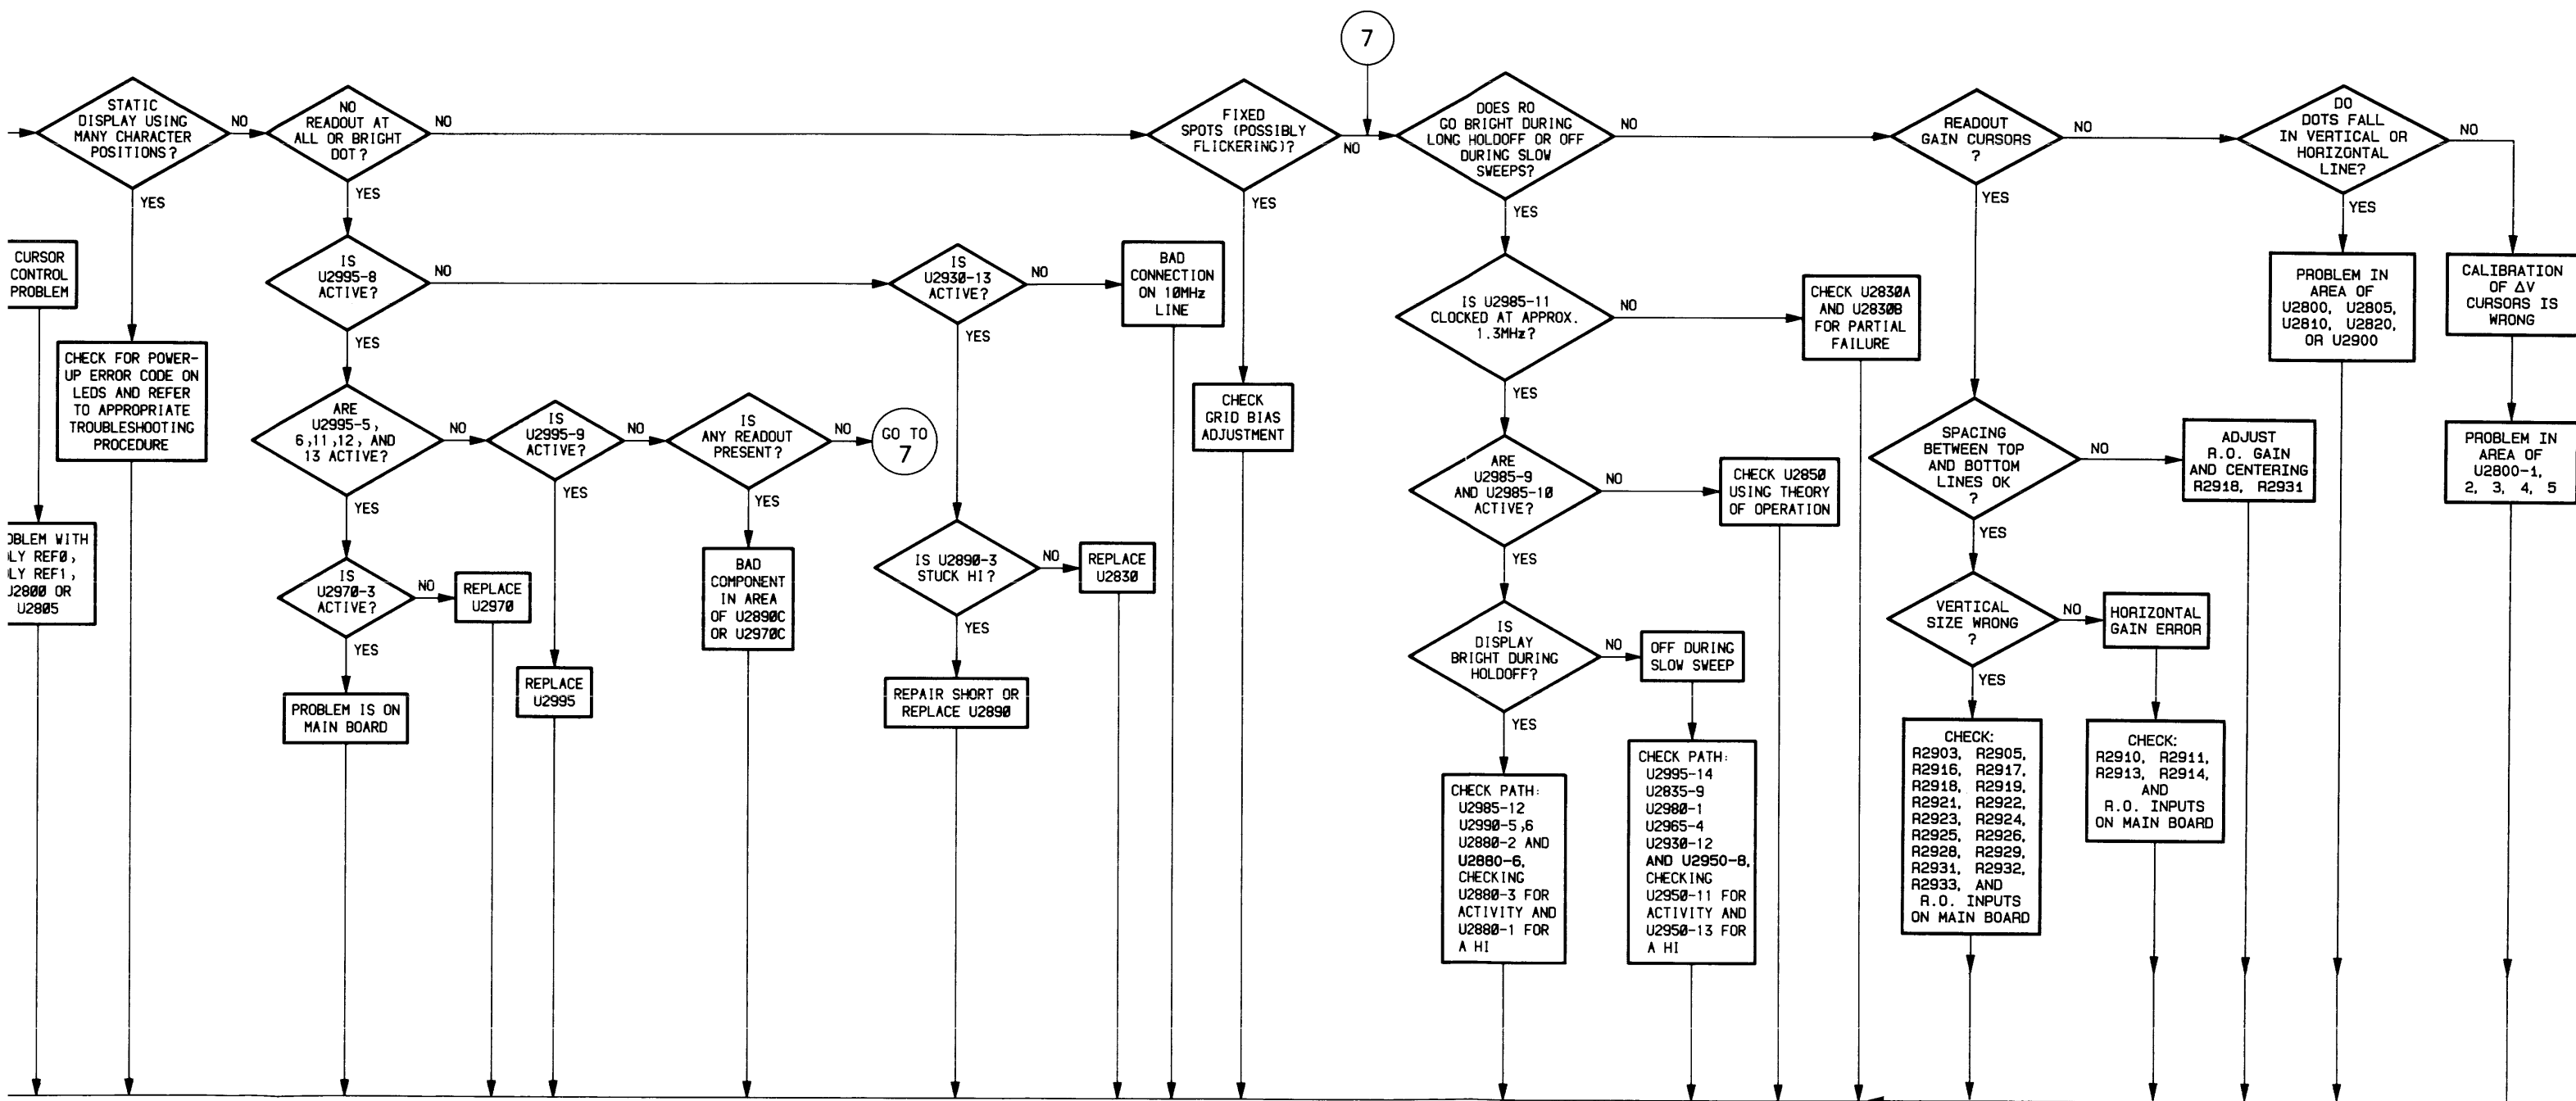 7
STATIC
DISPLAY USING
MANY CHARACTER
POSITIONS?
NO
YES
NO
READOUT AT
ALL OR BRIGHT
DOT?
NO
YES
FIXED
SPOTS (POSSIBLY
FLICKERING)?
NO
YES
DOES RO
GO BRIGHT DURING
LONG HOLDOFF OR OFF
DURING SLOW
SWEEPS?
NO
YES
READOUT
GAIN CURSORS
?
NO
YES
DO
DOTS FALL
IN VERTICAL OR
HORIZONTAL
LINE?
NO
YES
CURSOR
CONTROL
PROBLEM
IS
U2995-8
ACTIVE?
NO
YES
IS
U2930-13
ACTIVE?
NO
YES
BAD
CONNECTION
ON 10MHz
LINE
IS U2985-11
CLOCKED AT APPROX.
1.3MHz?
NO
YES
CHECK U2830A
AND U2830B
FOR PARTIAL
FAILURE
PROBLEM IN
AREA OF
U2800, U2805,
U2810, U2820,
OR U2900
CALIBRATION
OF ΔV
CURSORS IS
WRONG
CHECK FOR POWER-
UP ERROR CODE ON
LEDS AND REFER
TO APPROPRIATE
TROUBLESHOOTING
PROCEDURE
ARE
U2995-5,
6,11,12, AND
13 ACTIVE?
NO
YES
IS
U2995-9
ACTIVE?
NO
YES
IS
ANY READOUT
PRESENT?
NO
YES
GO TO
7
CHECK
GRID BIAS
ADJUSTMENT
ARE
U2985-9
AND U2985-10
ACTIVE?
NO
YES
CHECK U2850
USING THEORY
OF OPERATION
SPACING
BETWEEN TOP
AND BOTTOM
LINES OK
?
NO
YES
ADJUST
R.O. GAIN
AND CENTERING
R2918, R2931
PROBLEM IN
AREA OF
U2800-1,
2, 3, 4, 5
OBLEM WITH
LY REF0,
LY REF1,
U2800 OR
U2805
IS
U2970-3
ACTIVE?
NO
YES
REPLACE
U2970
BAD
COMPONENT
IN AREA
OF U2890C
OR U2970C
IS U2890-3
STUCK HI?
NO
YES
REPLACE
U2830
IS
DISPLAY
BRIGHT DURING
HOLDOFF?
NO
YES
OFF DURING
SLOW SWEEP
VERTICAL
SIZE WRONG
?
NO
YES
HORIZONTAL
GAIN ERROR
PROBLEM IS ON
MAIN BOARD
REPLACE
U2995
REPAIR SHORT OR
REPLACE U2890
CHECK PATH:
U2985-12
U2990-5,6
U2880-2 AND
U2880-6,
CHECKING
U2880-3 FOR
ACTIVITY AND
U2880-1 FOR
A HI
CHECK PATH:
U2995-14
U2835-9
U2980-1
U2965-4
U2930-12
AND U2950-8,
CHECKING
U2950-11 FOR
ACTIVITY AND
U2950-13 FOR
A HI
CHECK:
R2903, R2905,
R2916, R2917,
R2918, R2919,
R2921, R2922,
R2923, R2924,
R2925, R2926,
R2928, R2929,
R2931, R2932,
R2933, AND
R.O. INPUTS
ON MAIN BOARD
CHECK:
R2910, R2911,
R2913, R2914,
AND
R.O. INPUTS
ON MAIN BOARD